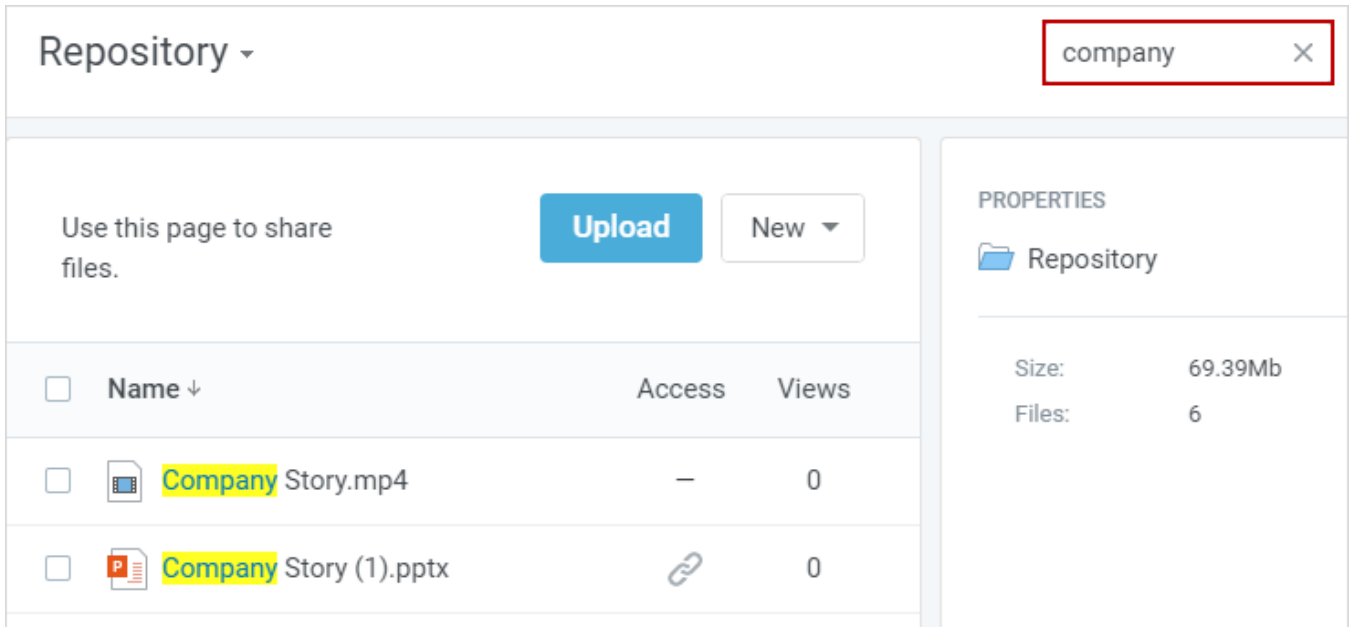 Repository
company
Use this page to share
files.
Upload
New
Name
Access
Views
Company Story.mp4
–
0
P
Company Story (1).pptx
0
PROPERTIES
Repository
Size: 69.39Mb
Files: 6